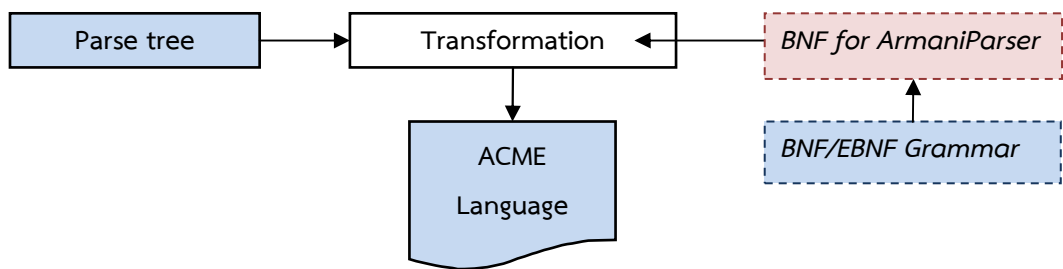 Parse tree
Transformation
BNF for ArmaniParser
ACME
Language
BNF/EBNF Grammar